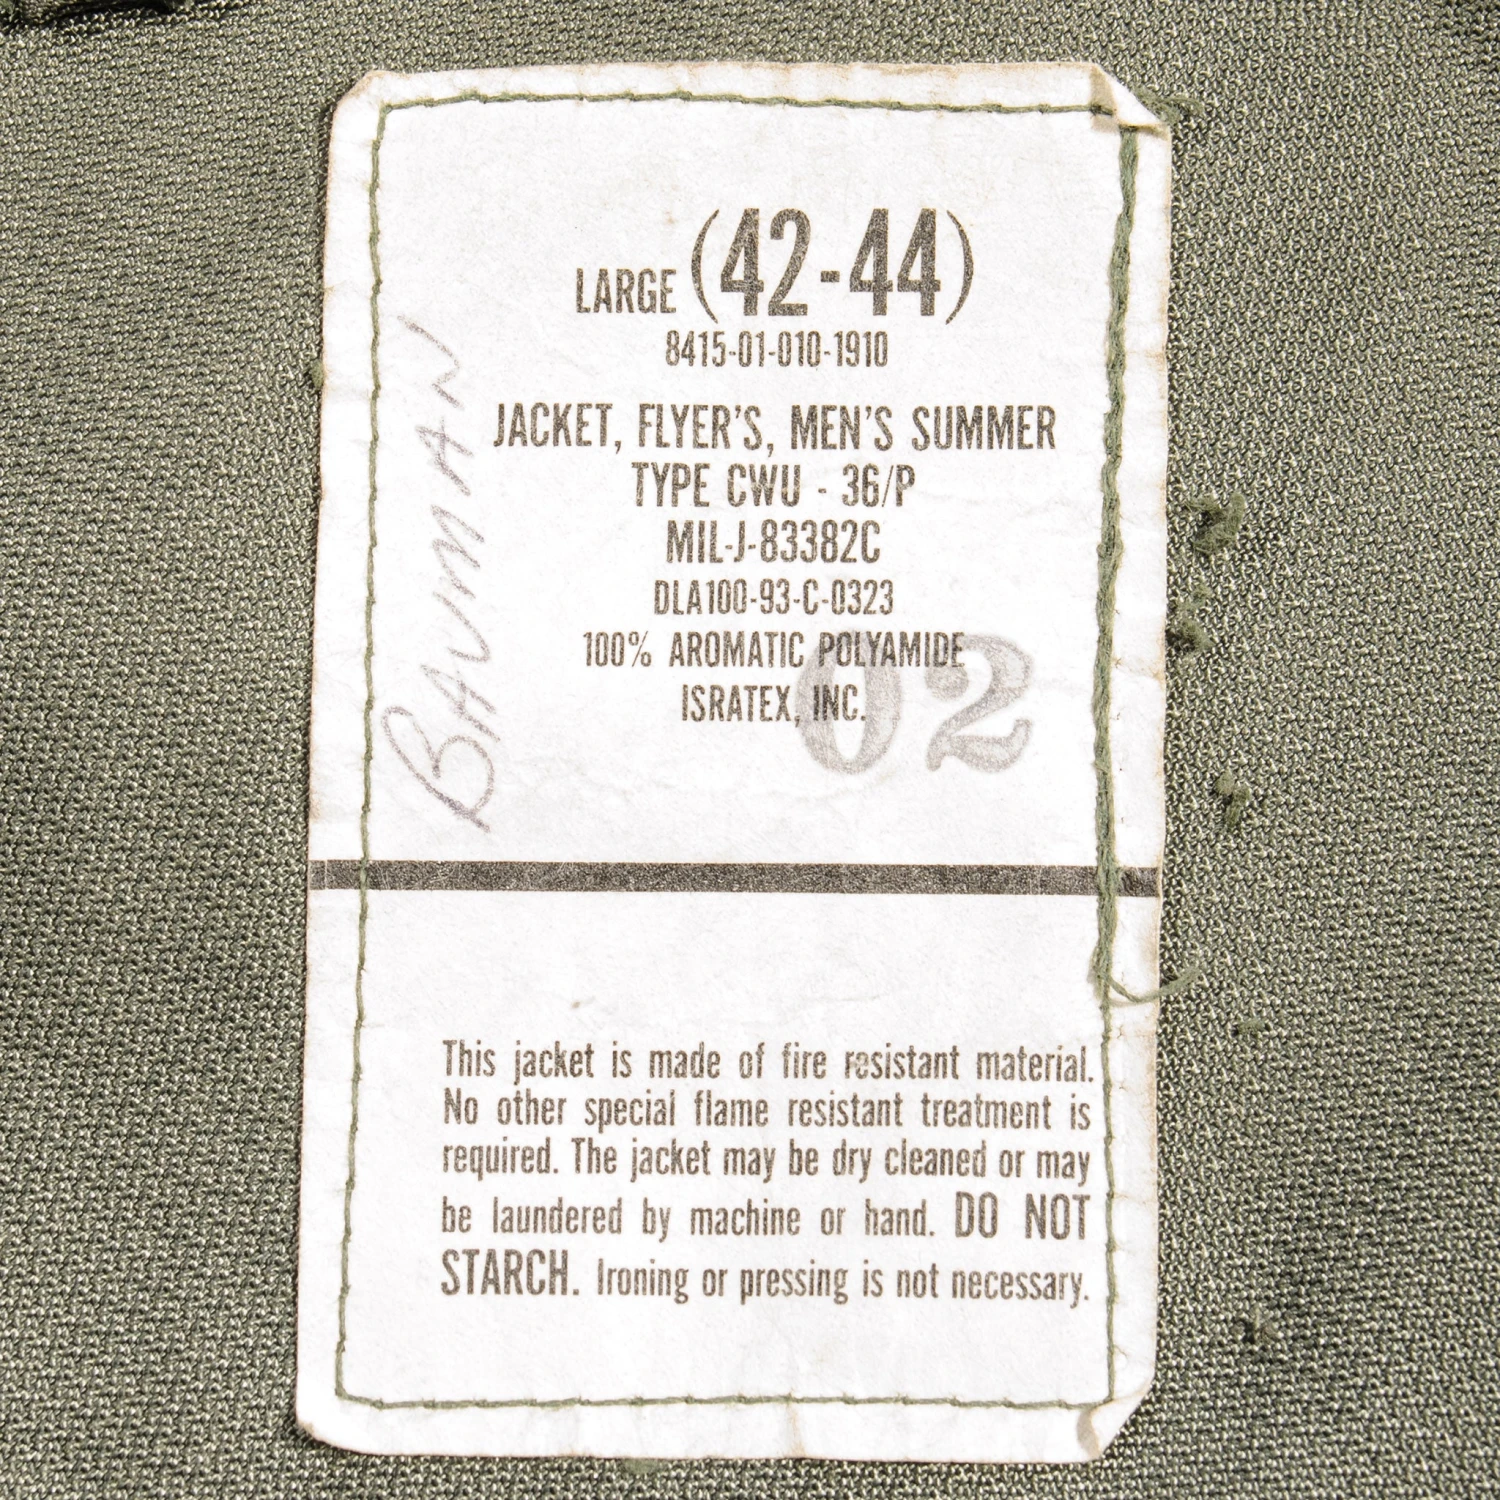 LARGE (42-44)
8415-01-010-1910
JACKET, FLYER'S, MEN'S SUMMER
TYPE CWU - 36/P
MIL-J-83382C
DLA100-93-C-0323
100% AROMATIC POLYAMIDE
ISRATEX, INC.
02
BAUMAN
This jacket is made of fire resistant material.
No other special flame resistant treatment is
required. The jacket may be dry cleaned or may
be laundered by machine or hand. DO NOT
STARCH. Ironing or pressing is not necessary.